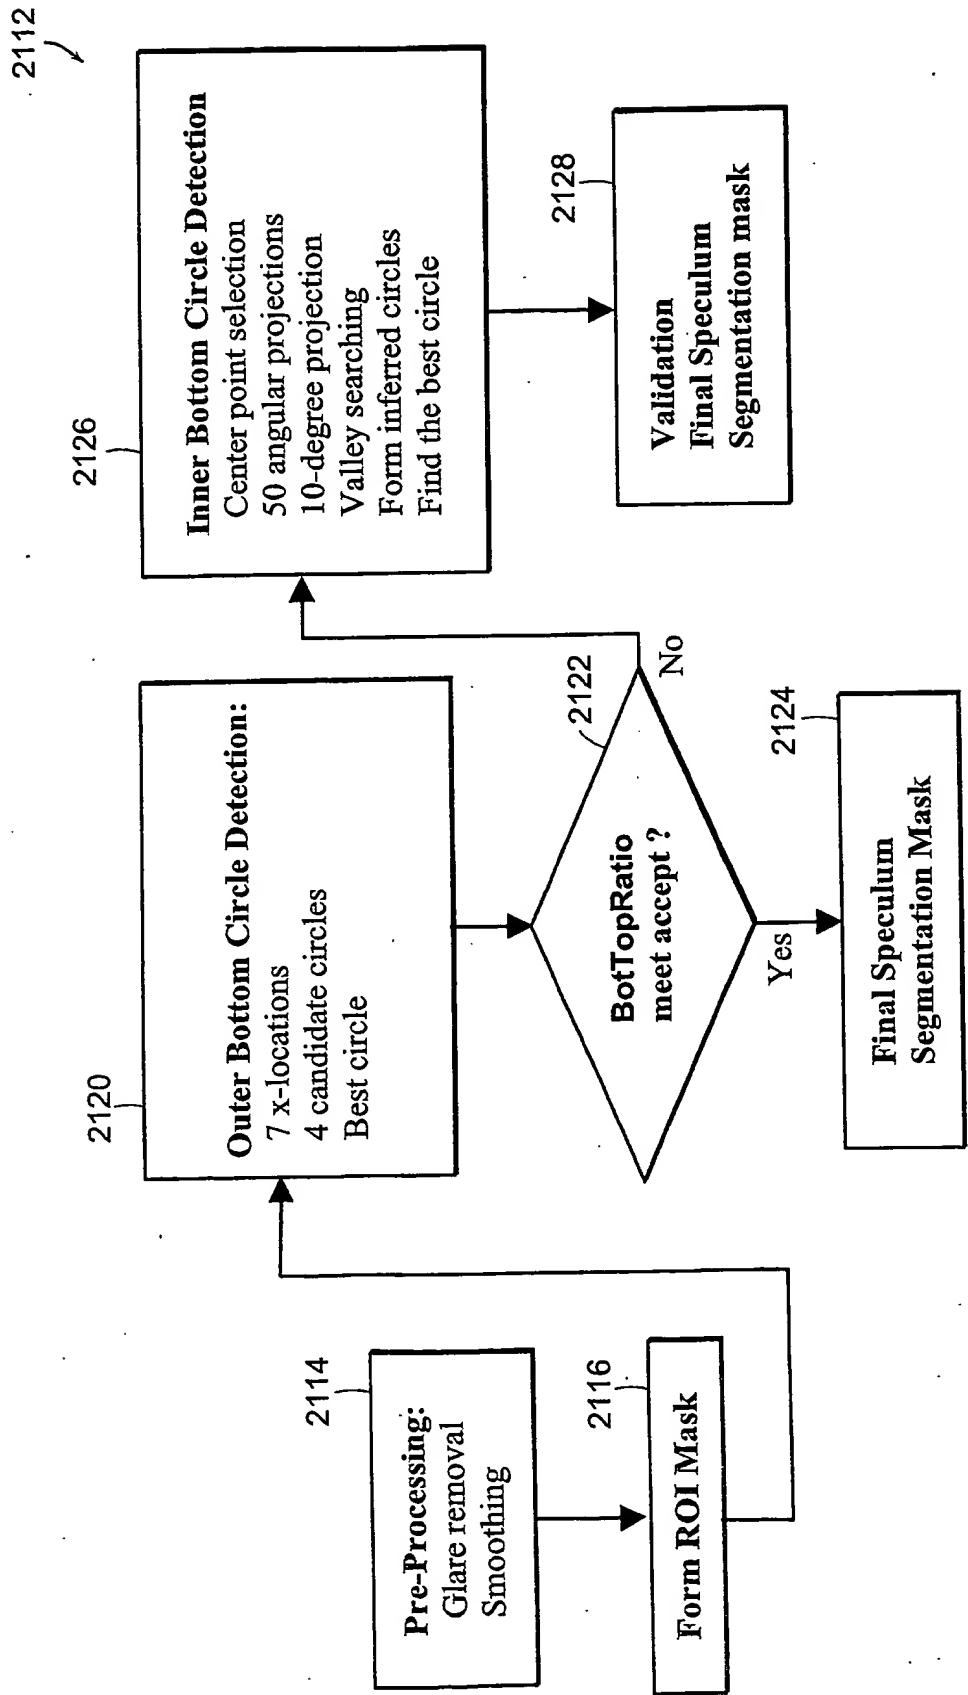 2112
2114
Pre-Processing:
Glare removal
Smoothing
2116
Form ROI Mask
2120
Outer Bottom Circle Detection:
7 x-locations
4 candidate circles
Best circle
2122
BotTopRatio
meet accept ?
No
Yes
2124
Final Speculum
Segmentation Mask
2126
Inner Bottom Circle Detection
Center point selection
50 angular projections
10-degree projection
Valley searching
Form inferred circles
Find the best circle
2128
Validation
Final Speculum
Segmentation mask